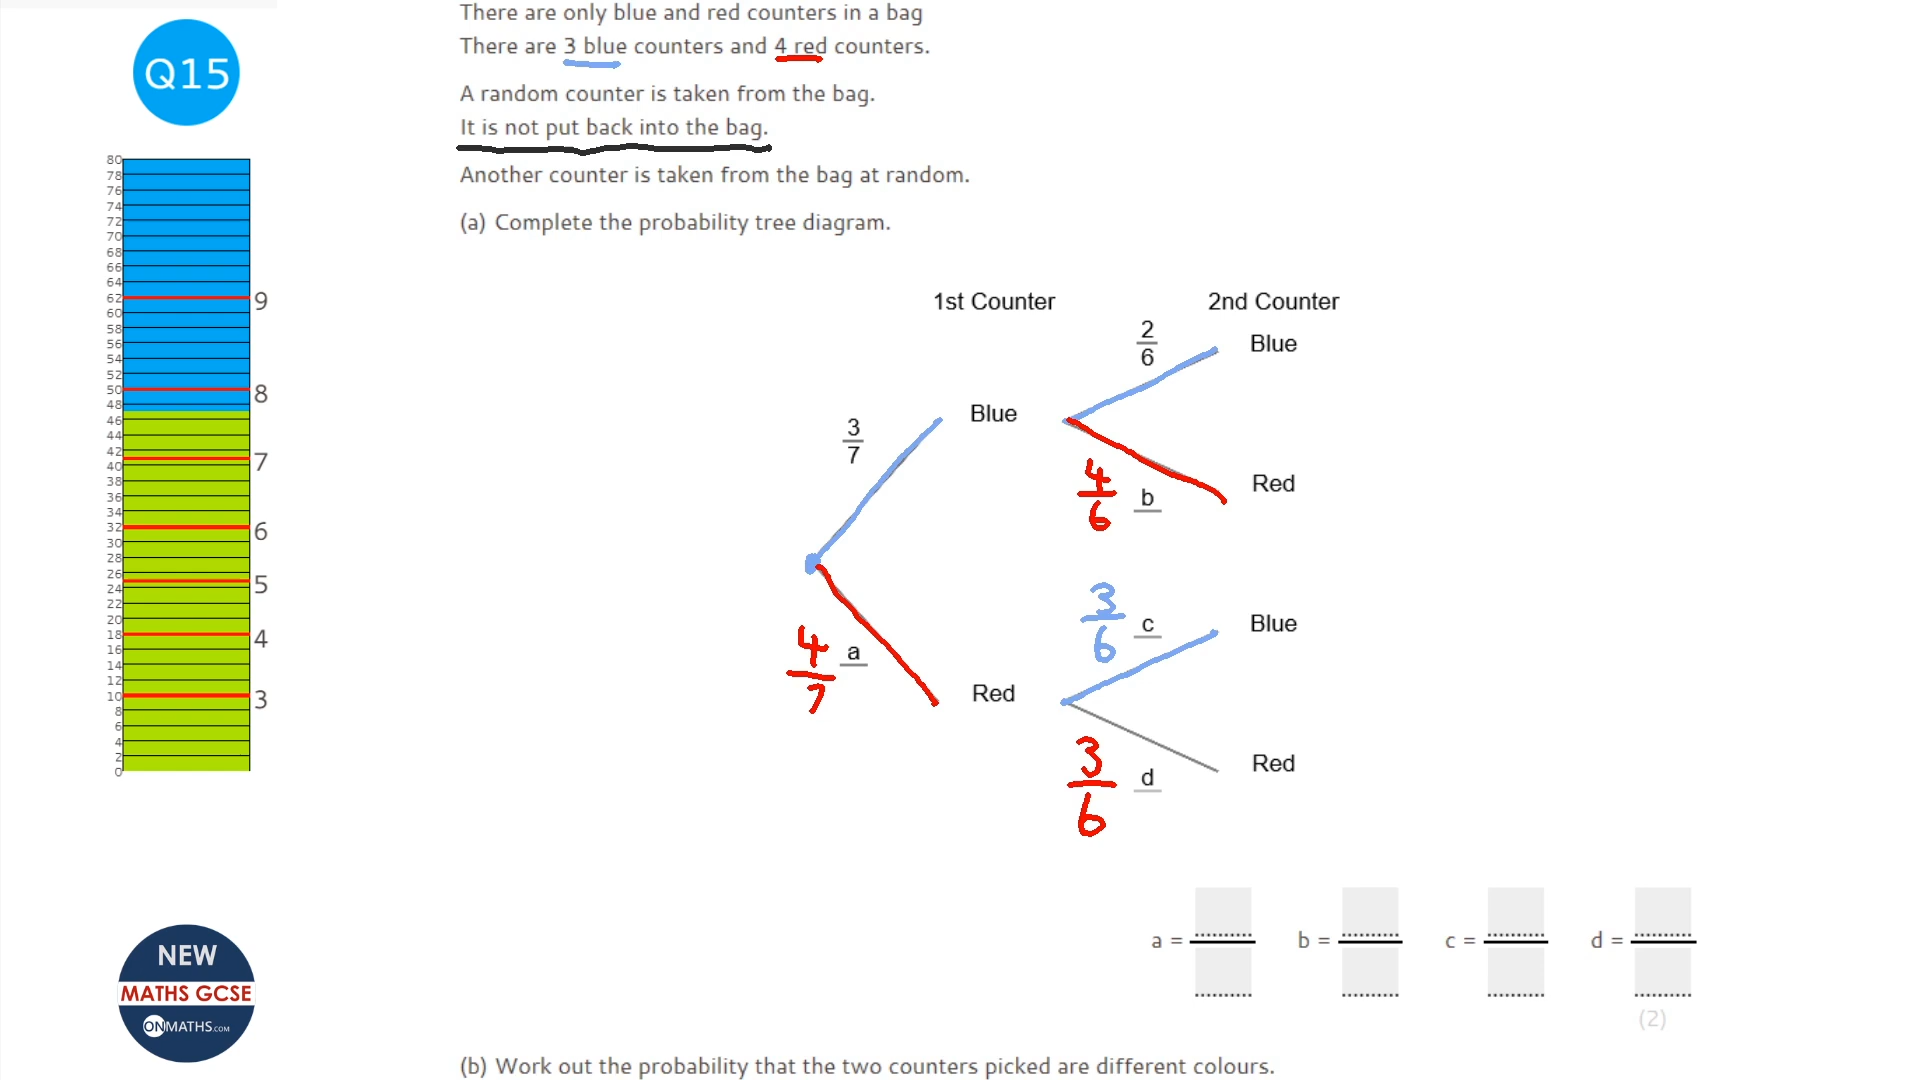 There are only blue and red counters in a bag
There are 3 blue counters and 4 red counters.
Q15
A random counter is taken from the bag.
It is not put back into the bag.
Another counter is taken from the bag at random.
(a) Complete the probability tree diagram.
80
78
76
74
72
70
68
66
64
62
60
58
56
54
52
50
48
46
44
42
40
38
36
34
32
30
28
26
24
22
20
18
16
14
12
10
8
6
4
2
0
9
8
7
6
5
4
3
1st Counter
2nd Counter
2
6
Blue
3
7
Blue
4
6
b
Red
3
6
c
Blue
4
7
a
Red
3
6
d
Red
a =
b =
c =
d =
(2)
NEW
MATHS GCSE
ONMATHS.COM
(b) Work out the probability that the two counters picked are different colours.